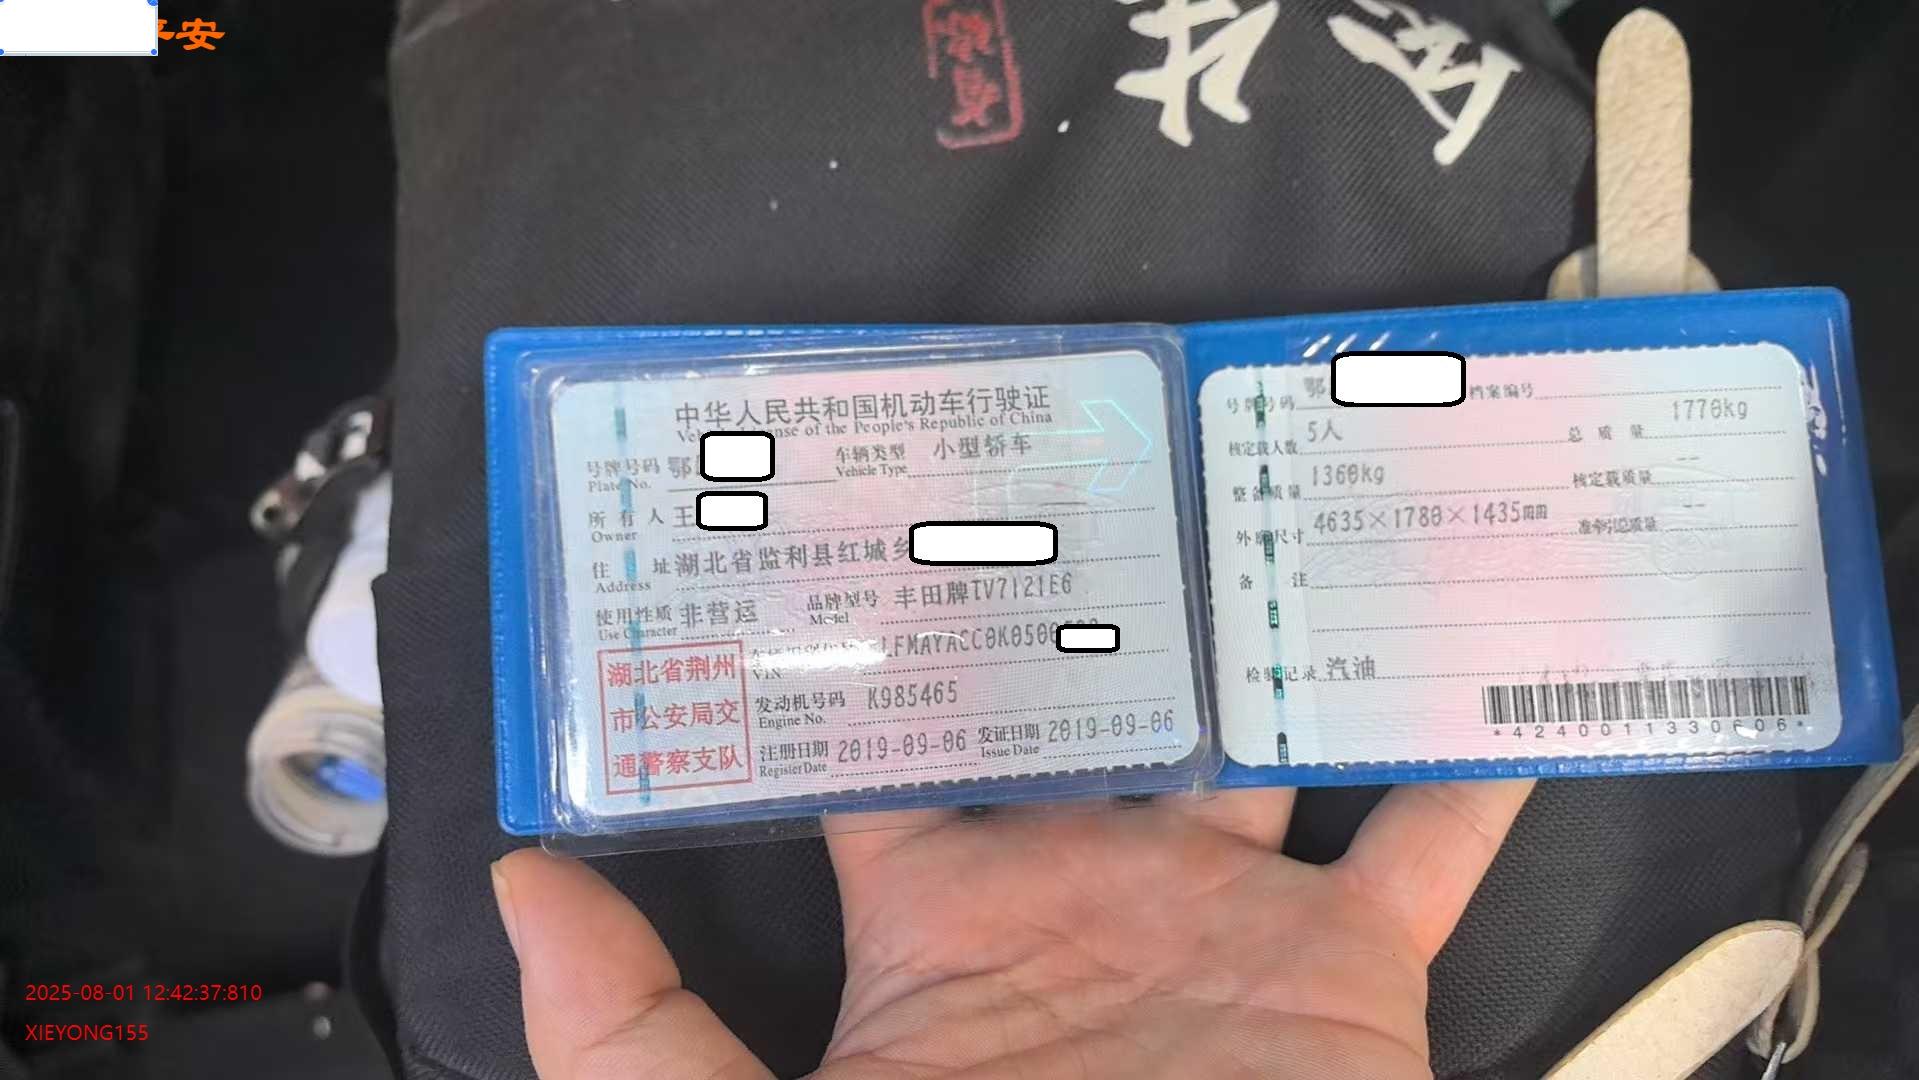 安
中华人民共和国机动车行驶证
Vehicle License of the People's Republic of China
号牌号码 鄂 车辆类型 小型轿车
Plate No. Vehicle Type
所有人 王
Owner
住址 湖北省监利县红城乡
Address
使用性质 非营运 品牌型号 丰田牌TV7121E6
Use Character Model
LFMAYACC0K0500
VIN
发动机号码 K985465
Engine No.
注册日期 2019-09-06 发证日期 2019-09-06
Register Date Issue Date
湖北省荆州
市公安局交
通警察支队
号牌号码 鄂 档案编号
核定载人数 5人 总质量 1770kg
整备质量 1360kg 核定载质量 --
外廓尺寸 4635×1780×1435mm 准牵引总质量 --
备注
检验记录 汽油
*4240011330606*
2025-08-01 12:42:37:810
XIEYONG155